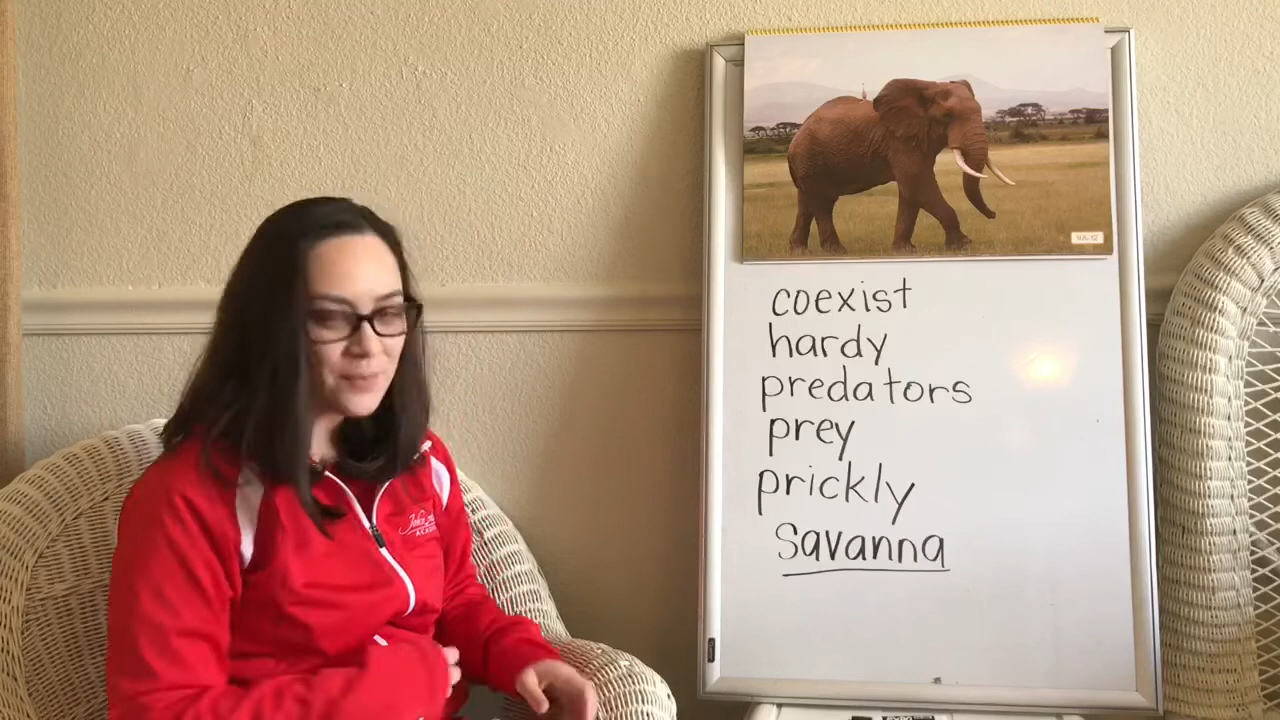 coexist
hardy
predators
prey
prickly
Savanna